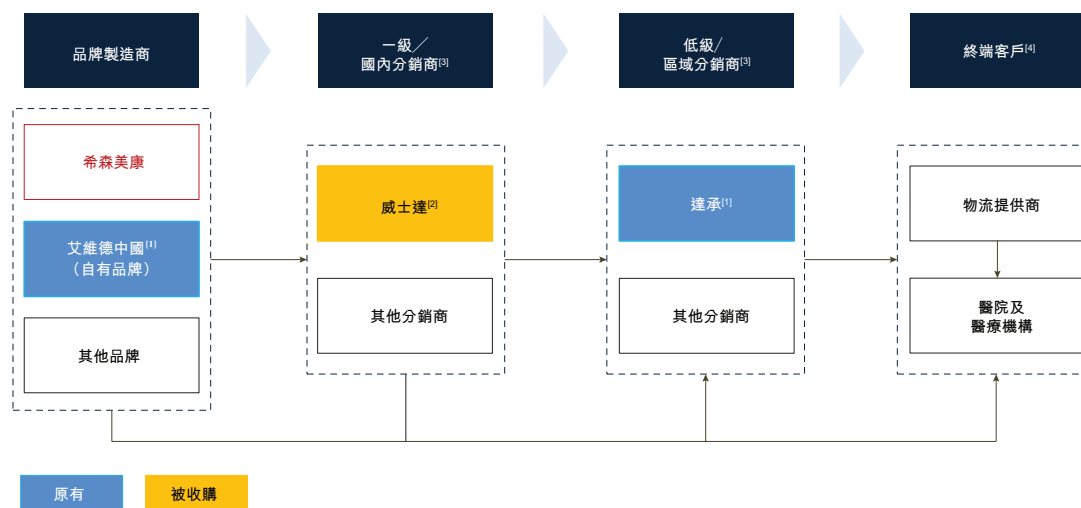 品牌製造商
一級／
國內分銷商[3]
低級/
區域分銷商[3]
終端客戶[4]
希森美康
艾維德中國[1]
（自有品牌）
其他品牌
威士達[2]
其他分銷商
達承[1]
其他分銷商
物流提供商
醫院及
醫療機構
原有
被收購